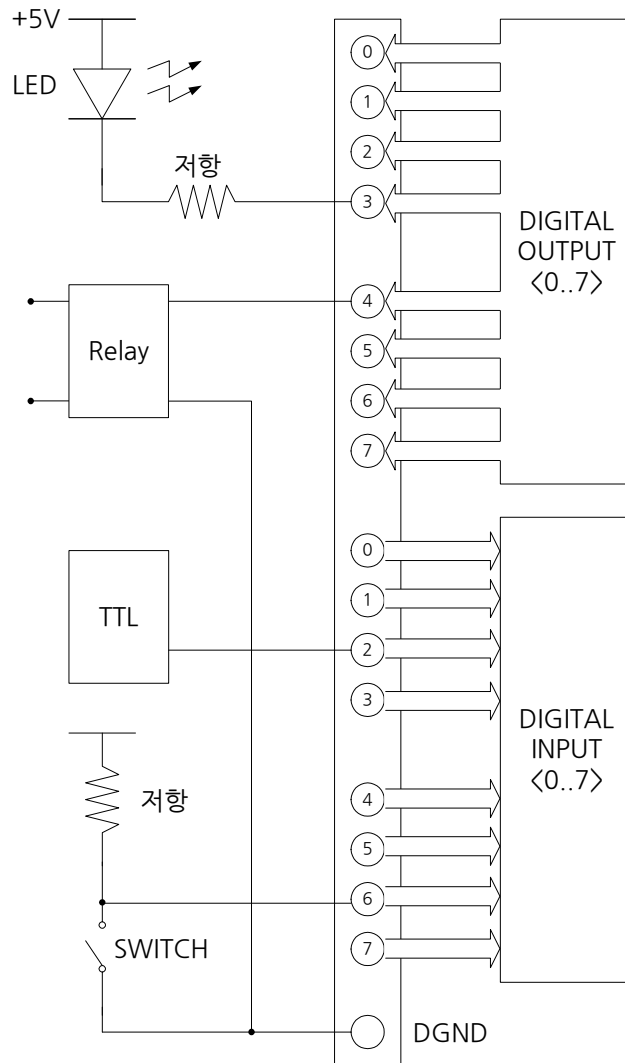 +5V
LED
저항
0
1
2
3
4
5
6
7
DIGITAL
OUTPUT
<0..7>
Relay
TTL
저항
SWITCH
0
1
2
3
4
5
6
7
DIGITAL
INPUT
<0..7>
DGND